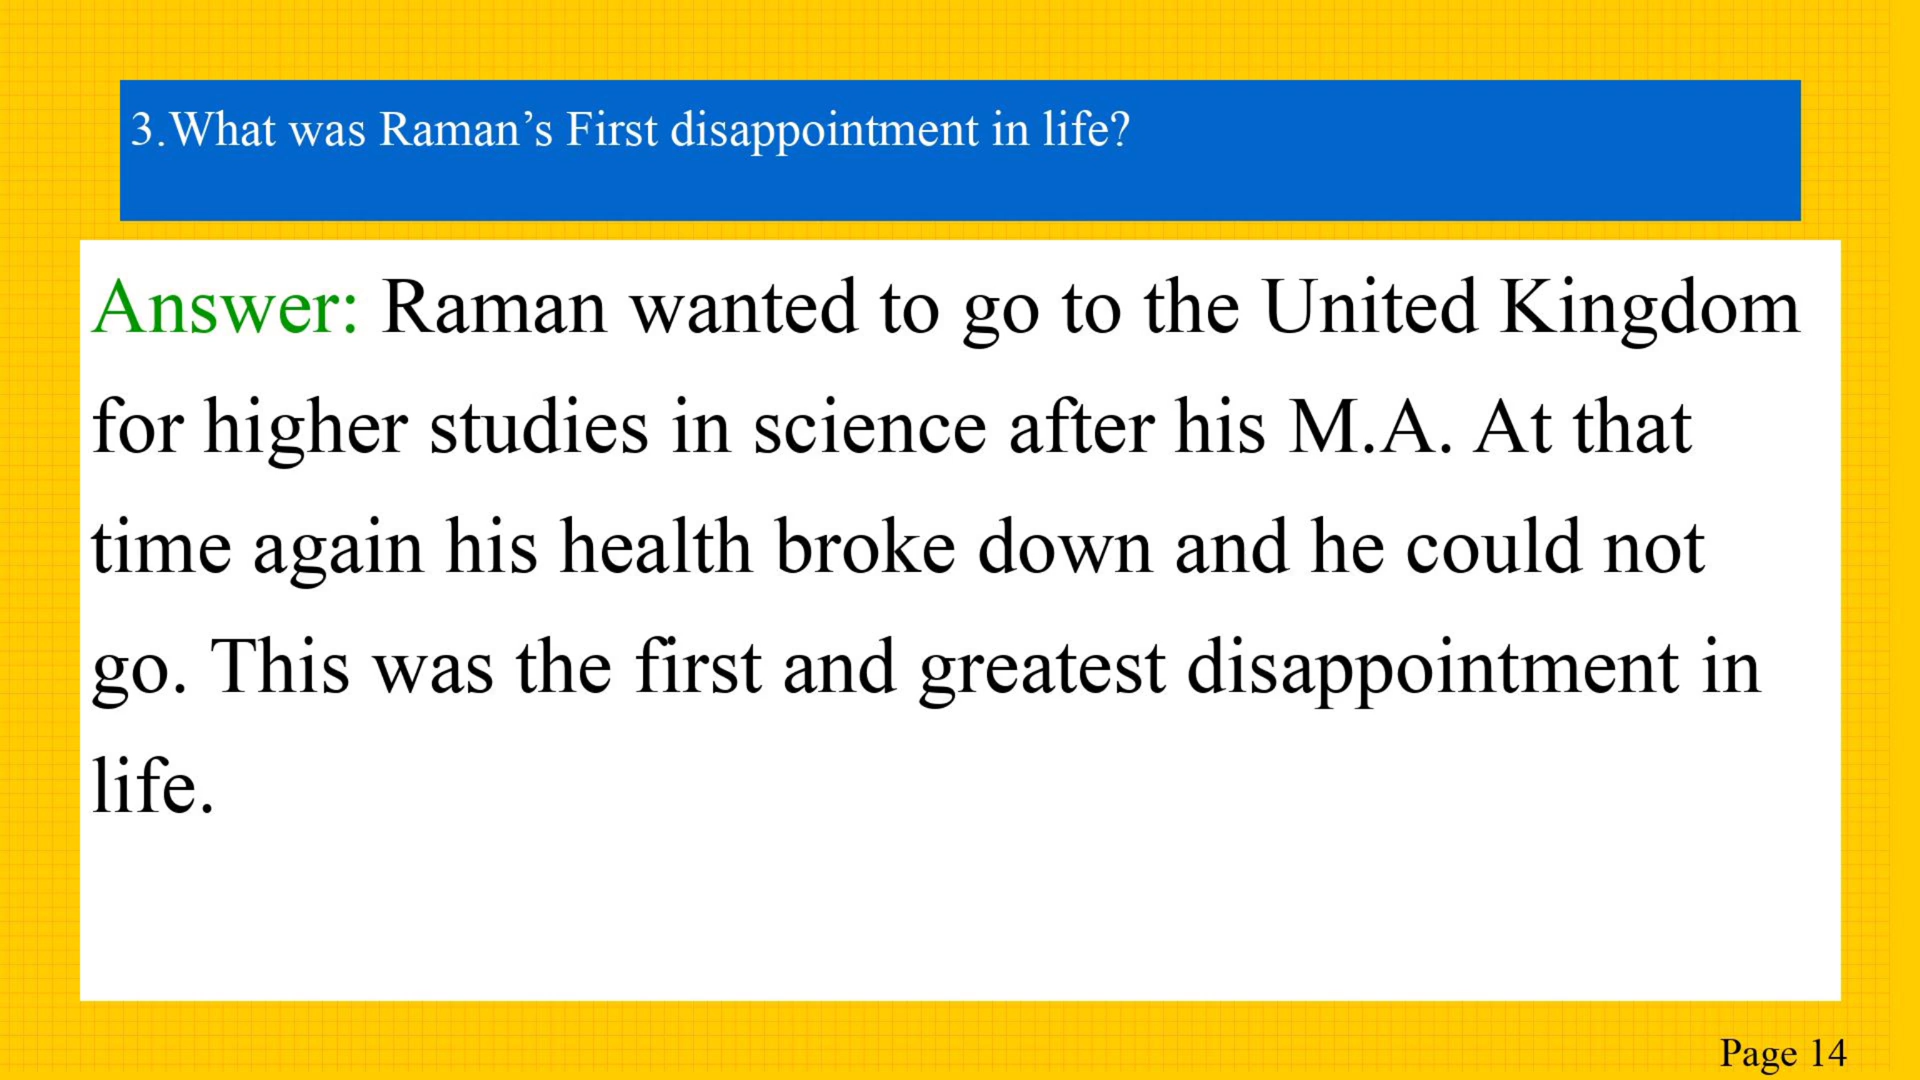 3.What was Raman’s First disappointment in life?
Answer: Raman wanted to go to the United Kingdom
for higher studies in science after his M.A. At that
time again his health broke down and he could not
go. This was the first and greatest disappointment in
life.
Page 14